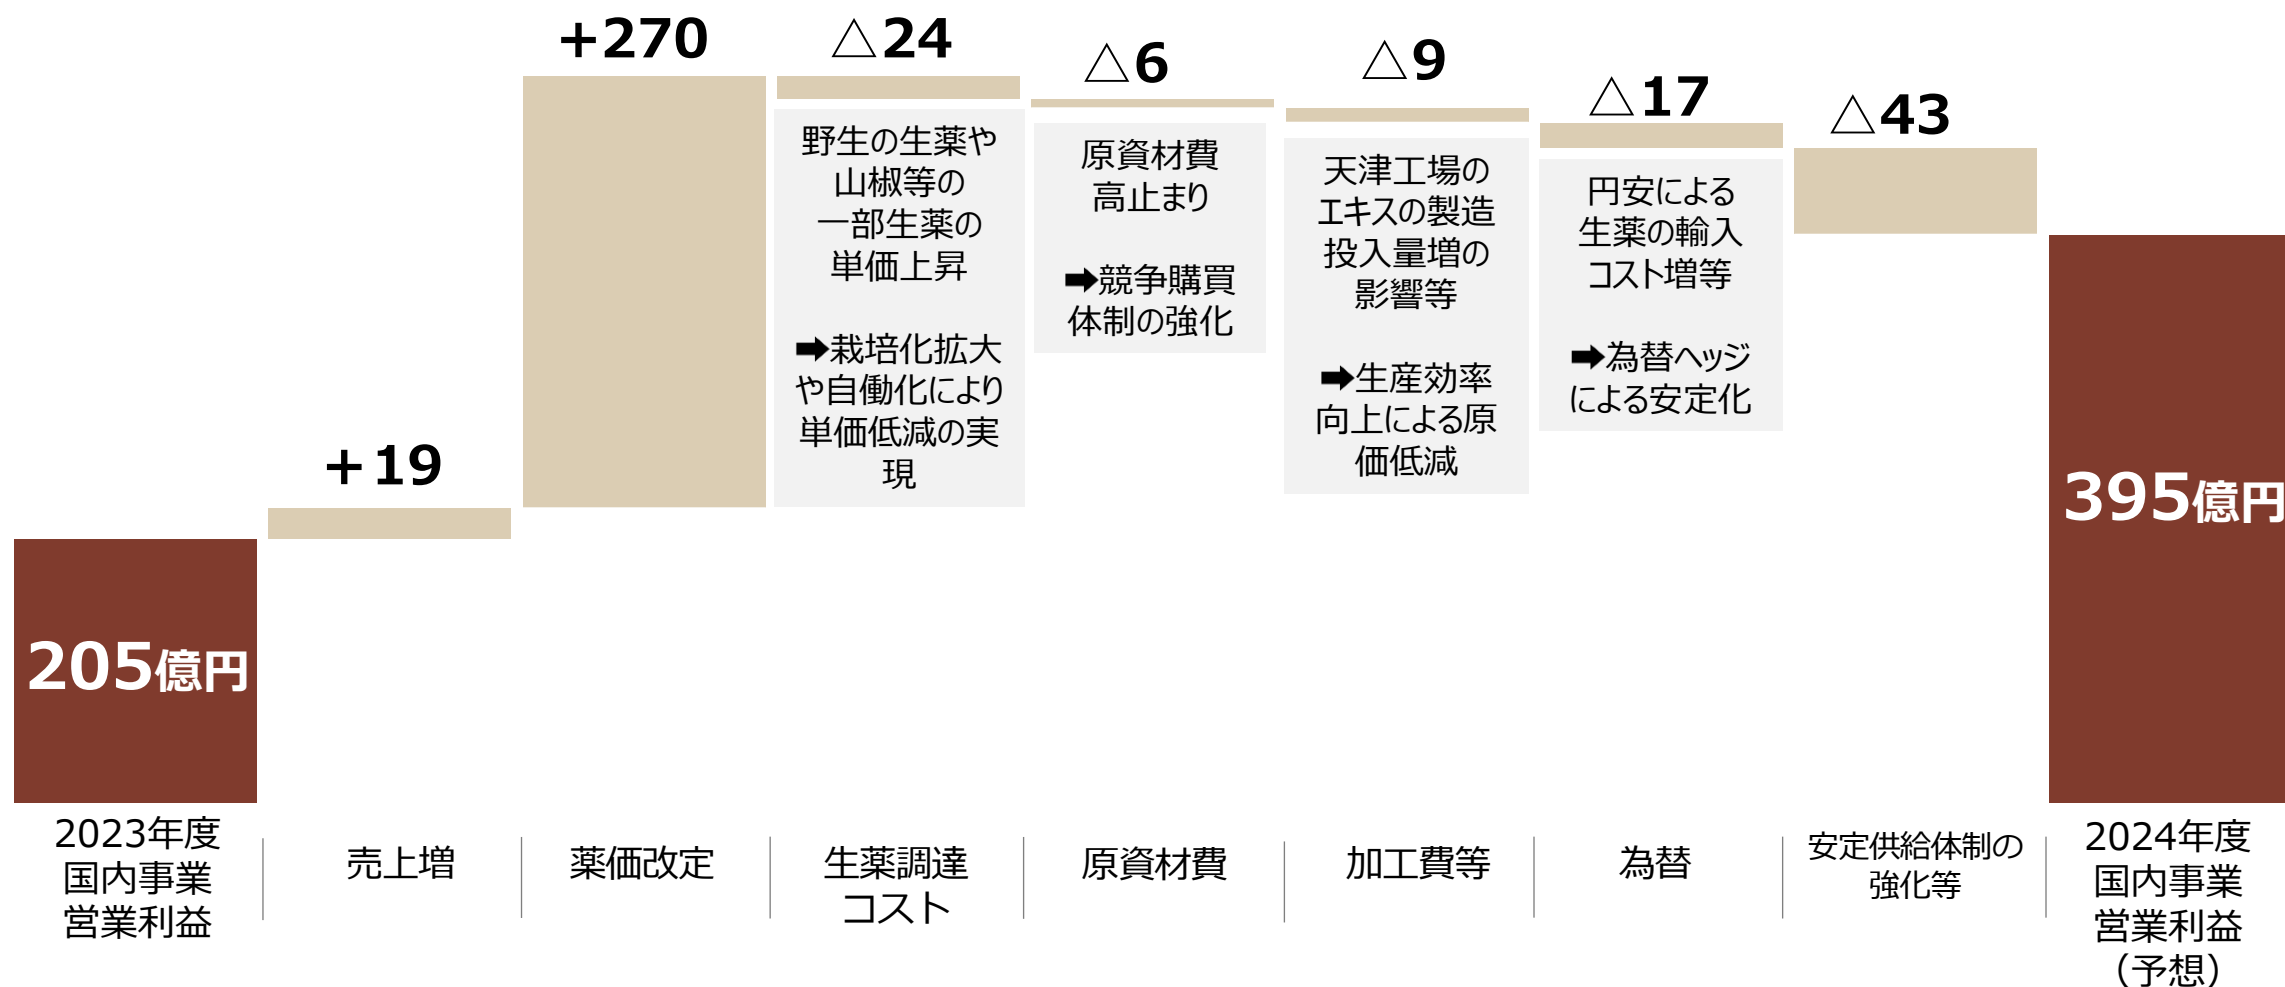 +270
△24
△6
△9
△17
△43
+19
野生の生薬や
山椒等の
一部生薬の
単価上昇
➡栽培化拡大
や自働化により
単価低減の実
現
原資材費
高止まり
➡競争購買
体制の強化
天津工場の
エキスの製造
投入量増の
影響等
➡生産効率
向上による原
価低減
円安による
生薬の輸入
コスト増等
➡為替ヘッジ
による安定化
205億円
395億円
2023年度
国内事業
営業利益
売上増
薬価改定
生薬調達
コスト
原資材費
加工費等
為替
安定供給体制の
強化等
2024年度
国内事業
営業利益
（予想）